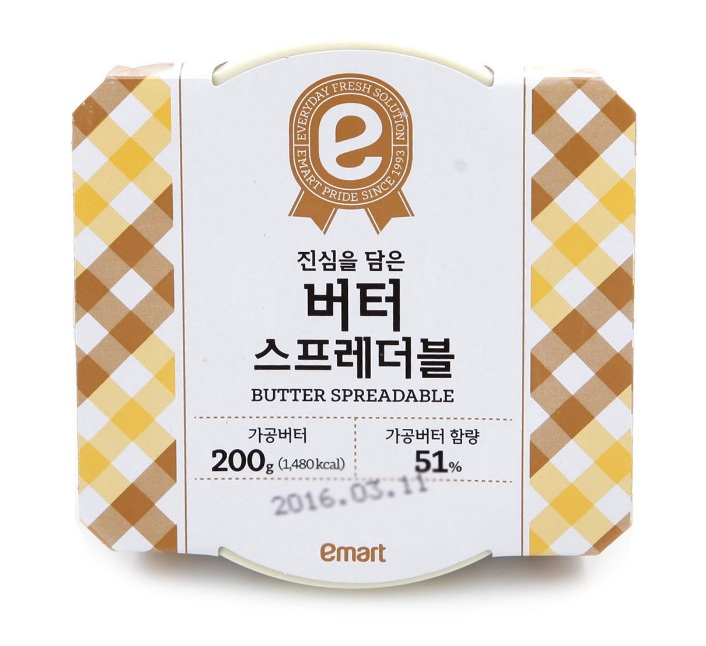 EVERYDAY FRESH SOLUTION
e
EMART PRIDE SINCE 1993
진심을 담은
버터
스프레더블
BUTTER SPREADABLE
가공버터 가공버터 함량
200g (1,480kcal) 51%
2016.03.11
emart